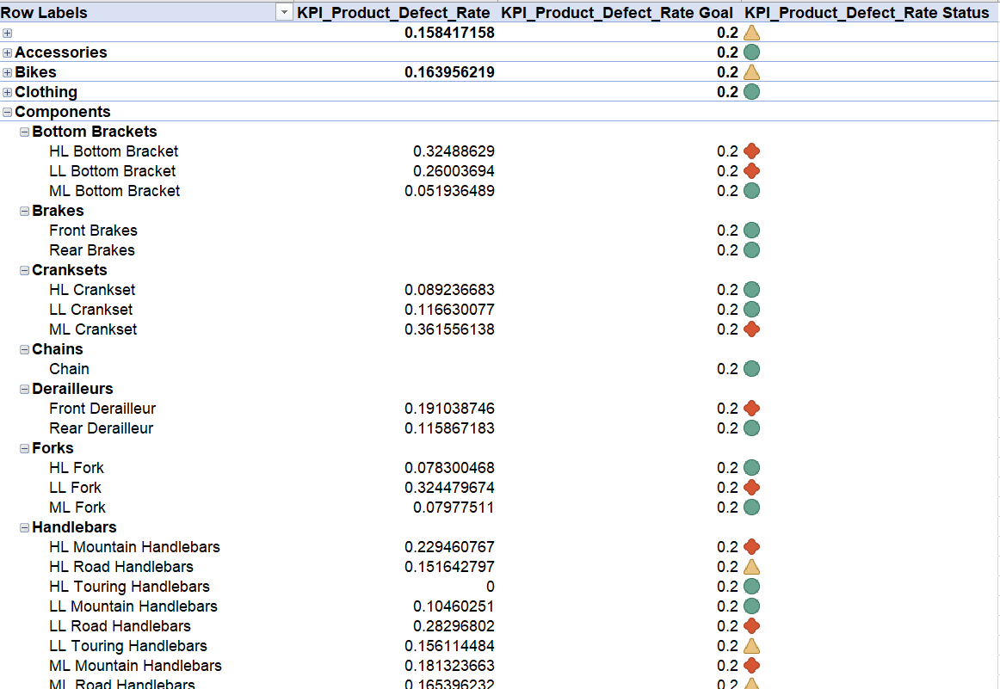 Row Labels KPI_Product_Defect_Rate KPI_Product_Defect_Rate Goal KPI_Product_Defect_Rate Status
0.158417158 0.2
Accessories 0.2
Bikes 0.163956219 0.2
Clothing 0.2
Components
Bottom Brackets
HL Bottom Bracket 0.32488629 0.2
LL Bottom Bracket 0.26003694 0.2
ML Bottom Bracket 0.051936489 0.2
Brakes
Front Brakes 0.2
Rear Brakes 0.2
Cranksets
HL Crankset 0.089236683 0.2
LL Crankset 0.116630077 0.2
ML Crankset 0.361556138 0.2
Chains
Chain 0.2
Derailleurs
Front Derailleur 0.191038746 0.2
Rear Derailleur 0.115867183 0.2
Forks
HL Fork 0.078300468 0.2
LL Fork 0.324479674 0.2
ML Fork 0.07977511 0.2
Handlebars
HL Mountain Handlebars 0.229460767 0.2
HL Road Handlebars 0.151642797 0.2
HL Touring Handlebars 0 0.2
LL Mountain Handlebars 0.10460251 0.2
LL Road Handlebars 0.28296802 0.2
LL Touring Handlebars 0.156114484 0.2
ML Mountain Handlebars 0.181323663 0.2
ML Road Handlebars 0.165396232 0.2